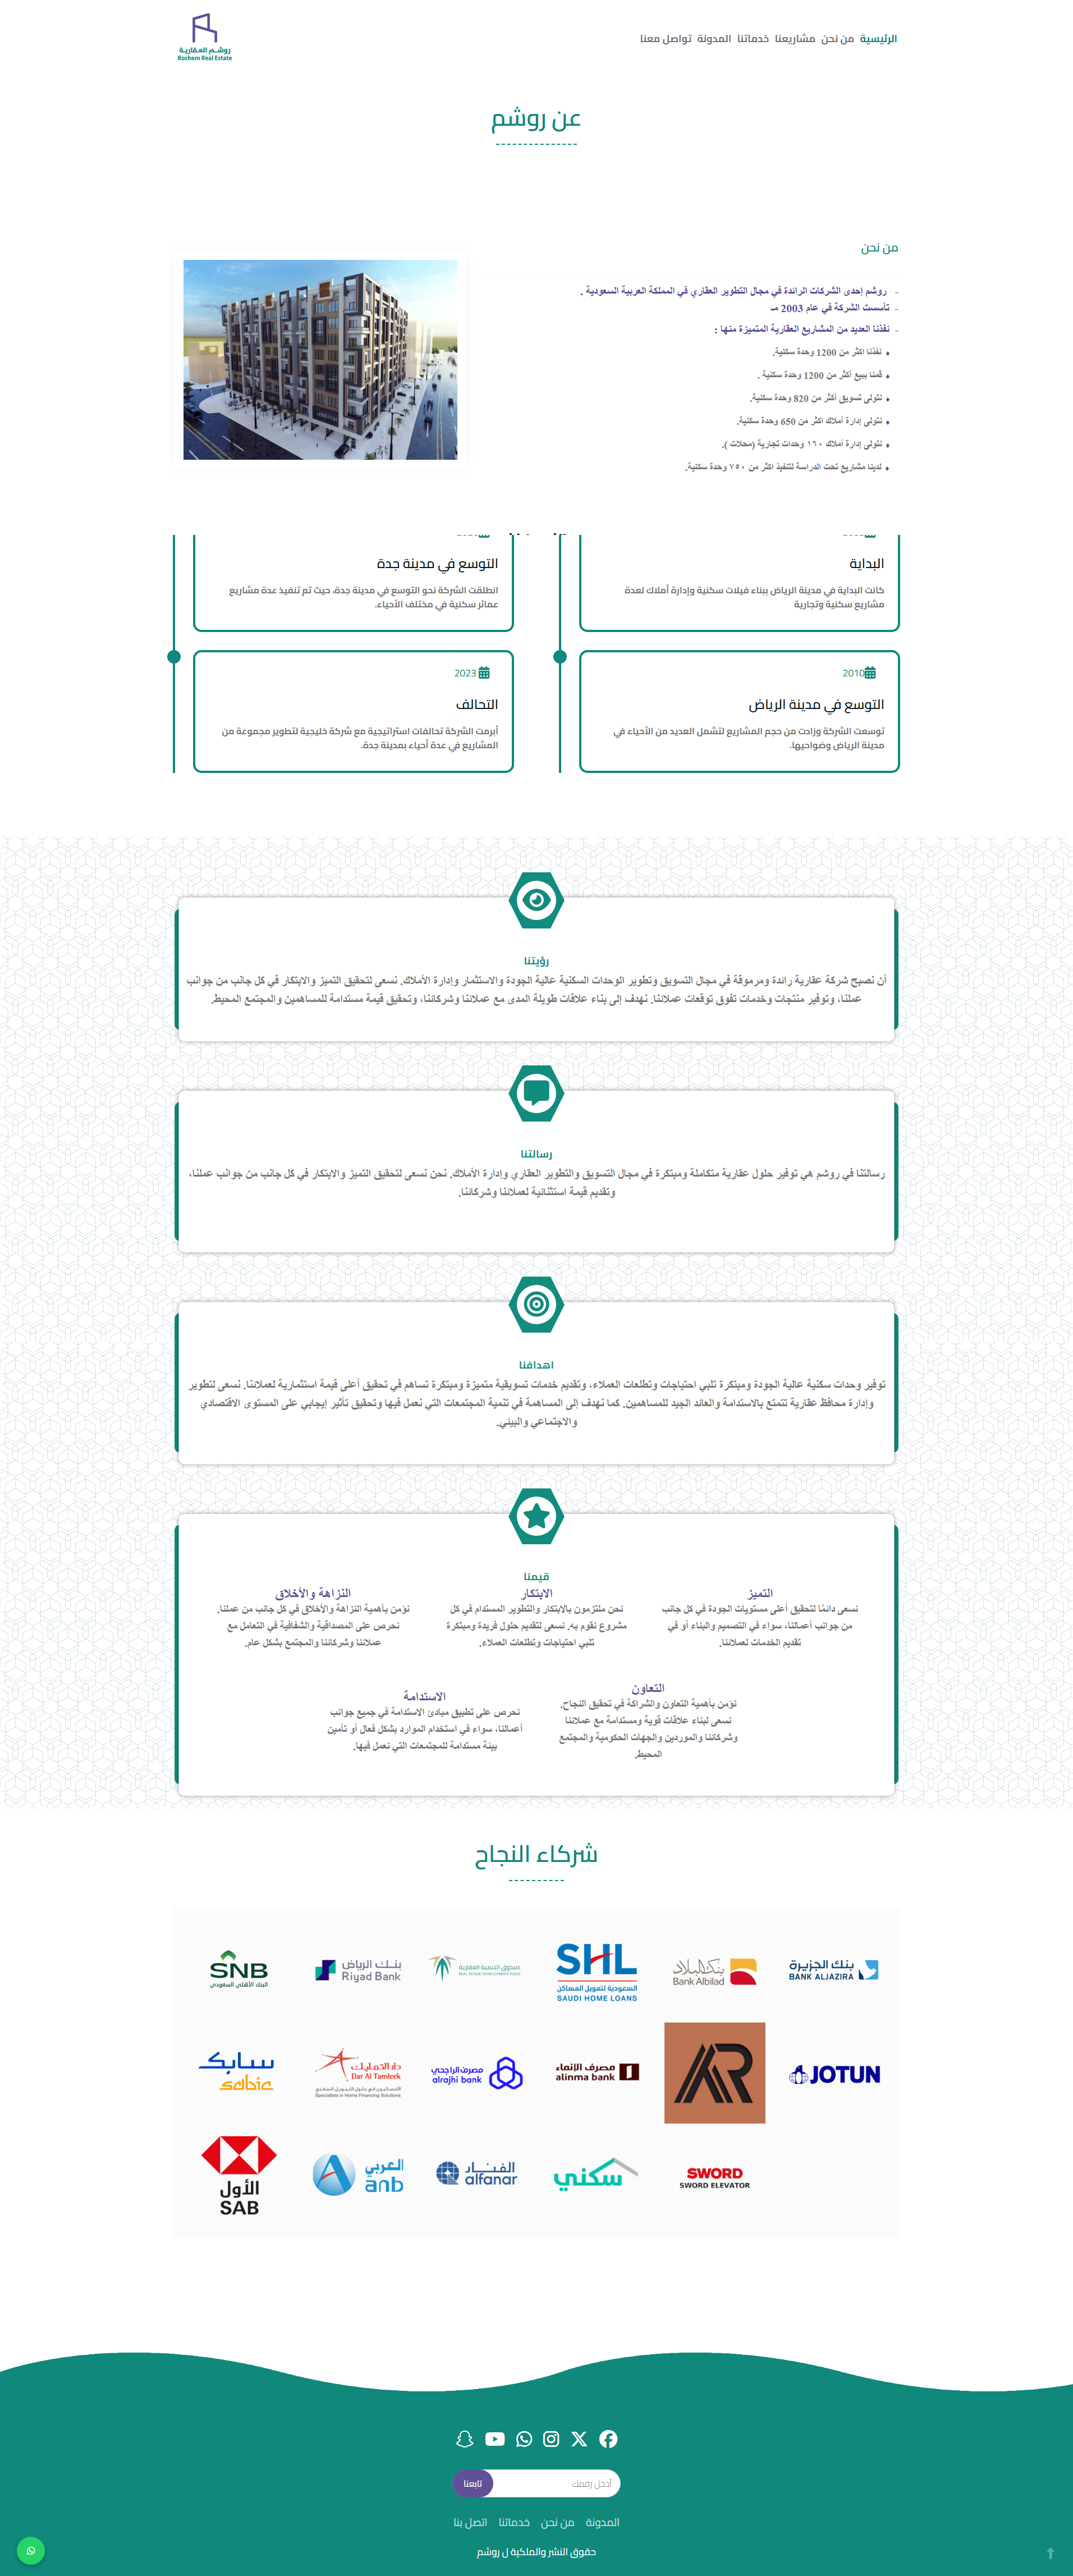 روشم العقارية
Roshem Real Estate
الرئيسية من نحن مشاريعنا خدماتنا المدونة تواصل معنا
عن روشم
من نحن
- روشم إحدى الشركات الرائدة في مجال التطوير العقاري في المملكة العربية السعودية .
- تأسست الشركة في عام 2003 مـ
- نفذنا العديد من المشاريع العقارية المتميزة منها :
♦ نفذنا اكثر من 1200 وحدة سكنية.
♦ قمنا ببيع أكثر من 1200 وحدة سكنية .
♦ نتولى تسويق أكثر من 820 وحدة سكنية.
♦ نتولى إدارة أملاك اكثر من 650 وحدة سكنية.
♦ نتولى إدارة أملاك ١٦٠ وحدات تجارية (محلات ).
♦ لدينا مشاريع تحت الدراسة لتنفيذ اكثر من ٧٥٠ وحدة سكنية.
البداية
كانت البداية في مدينة الرياض ببناء فيلات سكنية وإدارة أملاك لعدة
مشاريع سكنية وتجارية
التوسع في مدينة جدة
انطلقت الشركة نحو التوسع في مدينة جدة، حيث تم تنفيذ عدة مشاريع
عمائر سكنية في مختلف الأحياء.
2010
التوسع في مدينة الرياض
توسعت الشركة وزادت من حجم المشاريع لتشمل العديد من الأحياء في
مدينة الرياض وضواحيها.
2023
التحالف
أبرمت الشركة تحالفات استراتيجية مع شركة خليجية لتطوير مجموعة من
المشاريع في عدة أحياء بمدينة جدة.
رؤيتنا
أن نصبح شركة عقارية رائدة ومرموقة في مجال التسويق وتطوير الوحدات السكنية عالية الجودة والاستثمار وإدارة الأملاك. نسعى لتحقيق التميز والابتكار في كل جانب من جوانب
عملنا، وتوفير منتجات وخدمات تفوق توقعات عملائنا. نهدف إلى بناء علاقات طويلة المدى مع عملائنا وشركائنا، وتحقيق قيمة مستدامة للمساهمين والمجتمع المحيط.
رسالتنا
رسالتنا في روشم هي توفير حلول عقارية متكاملة ومبتكرة في مجال التسويق والتطوير العقاري وإدارة الأملاك. نحن نسعى لتحقيق التميز والابتكار في كل جانب من جوانب عملنا،
وتقديم قيمة استثنائية لعملائنا وشركائنا.
اهدافنا
توفير وحدات سكنية عالية الجودة ومبتكرة تلبي احتياجات وتطلعات العملاء، وتقديم خدمات تسويقية متميزة ومبتكرة تساهم في تحقيق أعلى قيمة استثمارية لعملائنا. نسعى لتطوير
وإدارة محافظ عقارية تتمتع بالاستدامة والعائد الجيد للمساهمين. كما نهدف إلى المساهمة في تنمية المجتمعات التي نعمل فيها وتحقيق تأثير إيجابي على المستوى الاقتصادي
والاجتماعي والبيئي.
قيمنا
التميز
نسعى دائمًا لتحقيق أعلى مستويات الجودة في كل جانب
من جوانب أعمالنا، سواء في التصميم والبناء أو في
تقديم الخدمات لعملائنا.
الابتكار
نحن ملتزمون بالابتكار والتطوير المستدام في كل
مشروع نقوم به. نسعى لتقديم حلول فريدة ومبتكرة
تلبي احتياجات وتطلعات العملاء.
النزاهة والأخلاق
نؤمن بأهمية النزاهة والأخلاق في كل جانب من عملنا.
نحرص على المصداقية والشفافية في التعامل مع
عملائنا وشركائنا والمجتمع بشكل عام.
التعاون
نؤمن بأهمية التعاون والشراكة في تحقيق النجاح.
نسعى لبناء علاقات قوية ومستدامة مع عملائنا
وشركائنا والموردين والجهات الحكومية والمجتمع
المحيط.
الاستدامة
نحرص على تطبيق مبادئ الاستدامة في جميع جوانب
أعمالنا، سواء في استخدام الموارد بشكل فعال أو تأمين
بيئة مستدامة للمجتمعات التي نعمل فيها.
شركاء النجاح
بنك الجزيرة
BANK ALJAZIRA
بنك البلاد
Bank Albilad
SHL
السعودية لتمويل المساكن
SAUDI HOME LOANS
صندوق التنمية العقارية
REAL ESTATE DEVELOPMENT FUND
بنك الرياض
Riyad Bank
SNB
البنك الأهلي السعودي
JOTUN
مصرف الإنماء
alinma bank
مصرف الراجحي
alrajhi bank
دار التمليك
Dar Al Tamleek
الأخصائيون في حلول التمويل السكني
Specialists in Home Financing Solutions
سابك
sabic
SWORD
SWORD ELEVATOR
سكني
الفنار
alfanar
العربي
anb
الأول
SAB
أدخل رقمك
تابعنا
المدونة من نحن خدماتنا اتصل بنا
حقوق النشر والملكية ل روشم